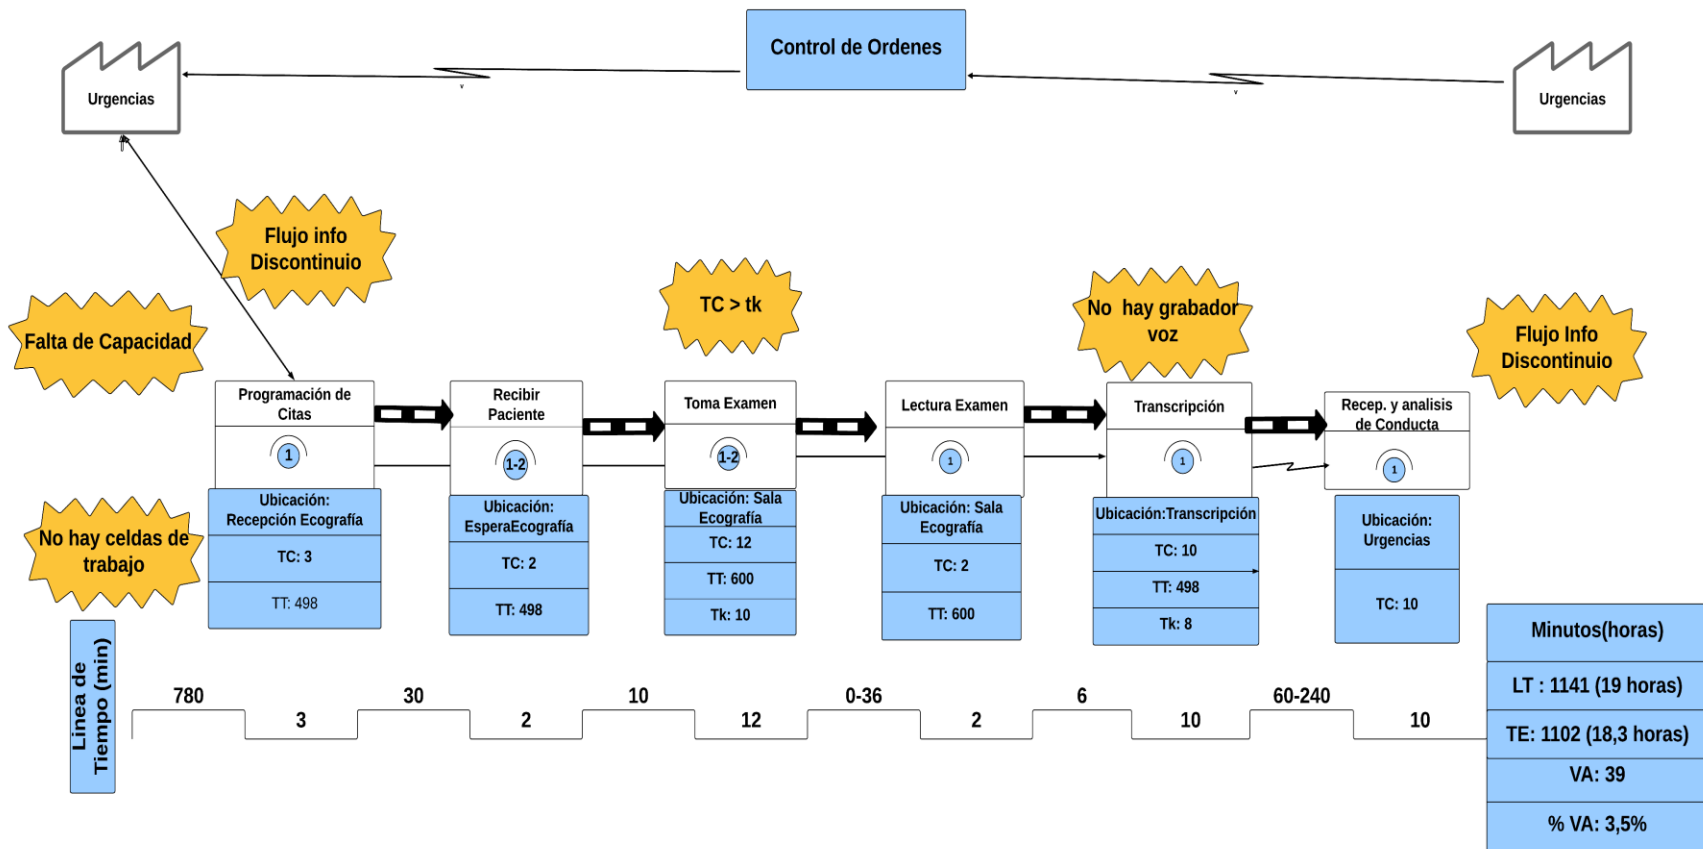 Control de Ordenes
Urgencias
Urgencias
v
v
Flujo info
Discontinuio
Falta de Capacidad
TC > tk
No hay grabador
voz
Flujo Info
Discontinuio
No hay celdas de
trabajo
Programación de
Citas
1
Ubicación:
Recepción Ecografía
TC: 3
TT: 498
Recibir
Paciente
1-2
Ubicación:
EsperaEcografía
TC: 2
TT: 498
Toma Examen
1-2
Ubicación: Sala
Ecografía
TC: 12
TT: 600
Tk: 10
Lectura Examen
1
Ubicación: Sala
Ecografía
TC: 2
TT: 600
Transcripción
1
Ubicación:Transcripción
TC: 10
TT: 498
Tk: 8
Recep. y analisis
de Conducta
1
Ubicación:
Urgencias
TC: 10
Linea de
Tiempo (min)
780
3
30
2
10
12
0-36
2
6
10
60-240
10
Minutos(horas)
LT : 1141 (19 horas)
TE: 1102 (18,3 horas)
VA: 39
% VA: 3,5%